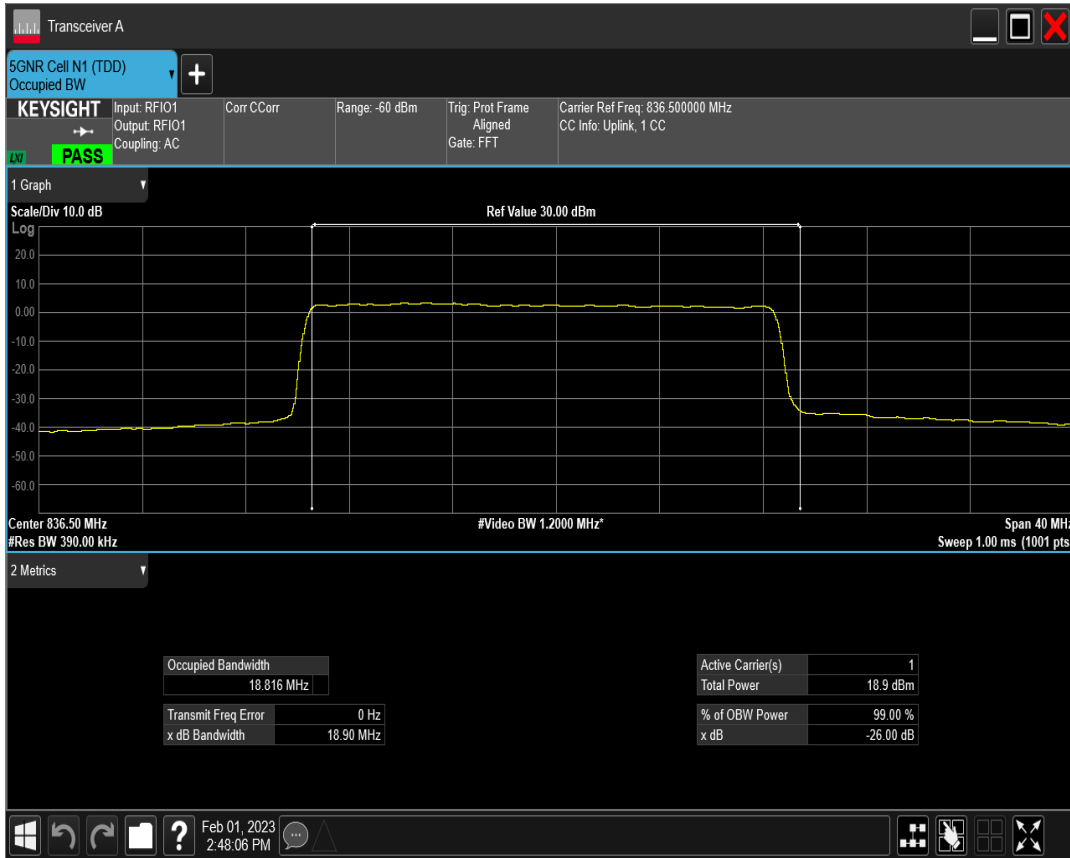 Transceiver A
5GNR Cell N1 (TDD)
Occupied BW
KEYSIGHT
LXI
PASS
Input: RFIO1
Output: RFIO1
Coupling: AC
Corr CCorr
Range: -60 dBm
Trig: Prot Frame
Aligned
Gate: FFT
Carrier Ref Freq: 836.500000 MHz
CC Info: Uplink, 1 CC
1 Graph
Scale/Div 10.0 dB
Ref Value 30.00 dBm
Log
20.0
10.0
0.00
-10.0
-20.0
-30.0
-40.0
-50.0
-60.0
Center 836.50 MHz
#Video BW 1.2000 MHz*
Span 40 MHz
#Res BW 390.00 kHz
Sweep 1.00 ms (1001 pts
2 Metrics
Occupied Bandwidth
18.816 MHz
Transmit Freq Error 0 Hz
x dB Bandwidth 18.90 MHz
Active Carrier(s) 1
Total Power 18.9 dBm
% of OBW Power 99.00 %
x dB -26.00 dB
?
Feb 01, 2023
2:48:06 PM